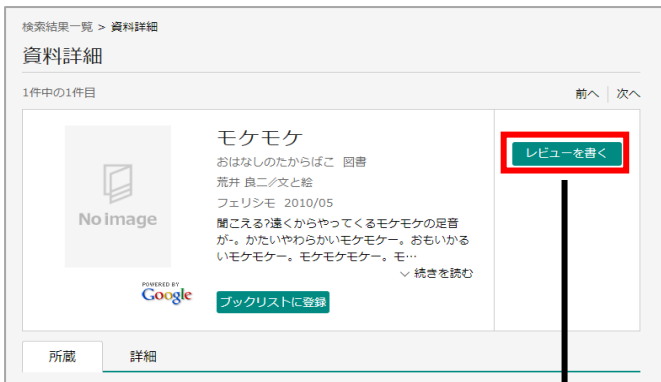 検索結果一覧 > 資料詳細
資料詳細
1件中の1件目
前へ | 次へ
モケモケ
おはなしのたからばこ 図書
荒井 良二／文と絵
フェリシモ 2010/05
聞こえる?遠くからやってくるモケモケの足音
が-。かたいやわらかいモケモケー。おもいかる
いモケモケー。モケモケモケー。モ…
続きを読む
レビューを書く
No image
POWERED BY
Google
ブックリストに登録
所蔵 詳細